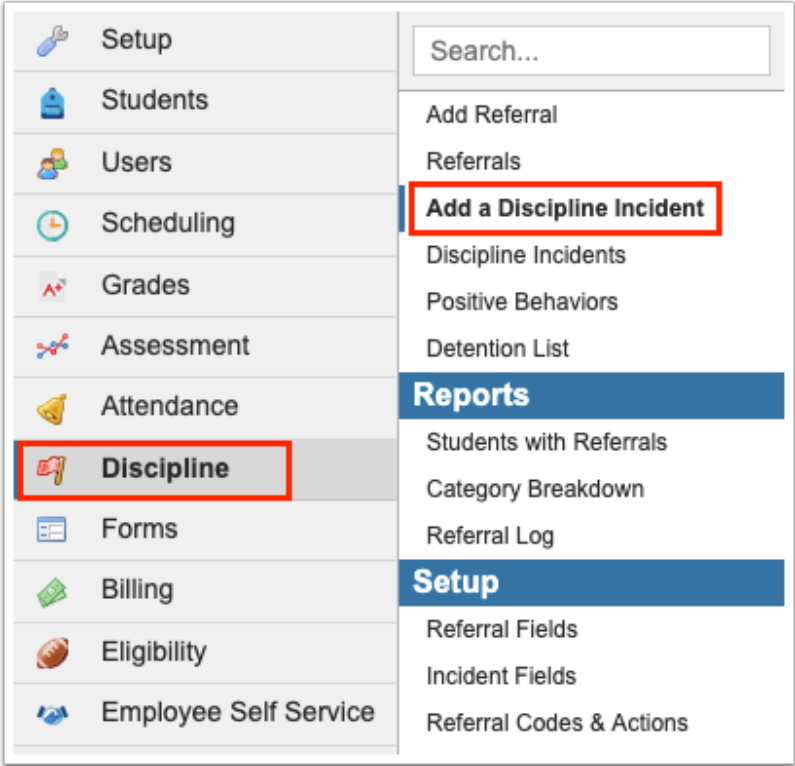 Setup
Students
Users
Scheduling
A+
Grades
Assessment
Attendance
Discipline
Forms
Billing
Eligibility
Employee Self Service
Search...
Add Referral
Referrals
Add a Discipline Incident
Discipline Incidents
Positive Behaviors
Detention List
Reports
Students with Referrals
Category Breakdown
Referral Log
Setup
Referral Fields
Incident Fields
Referral Codes & Actions